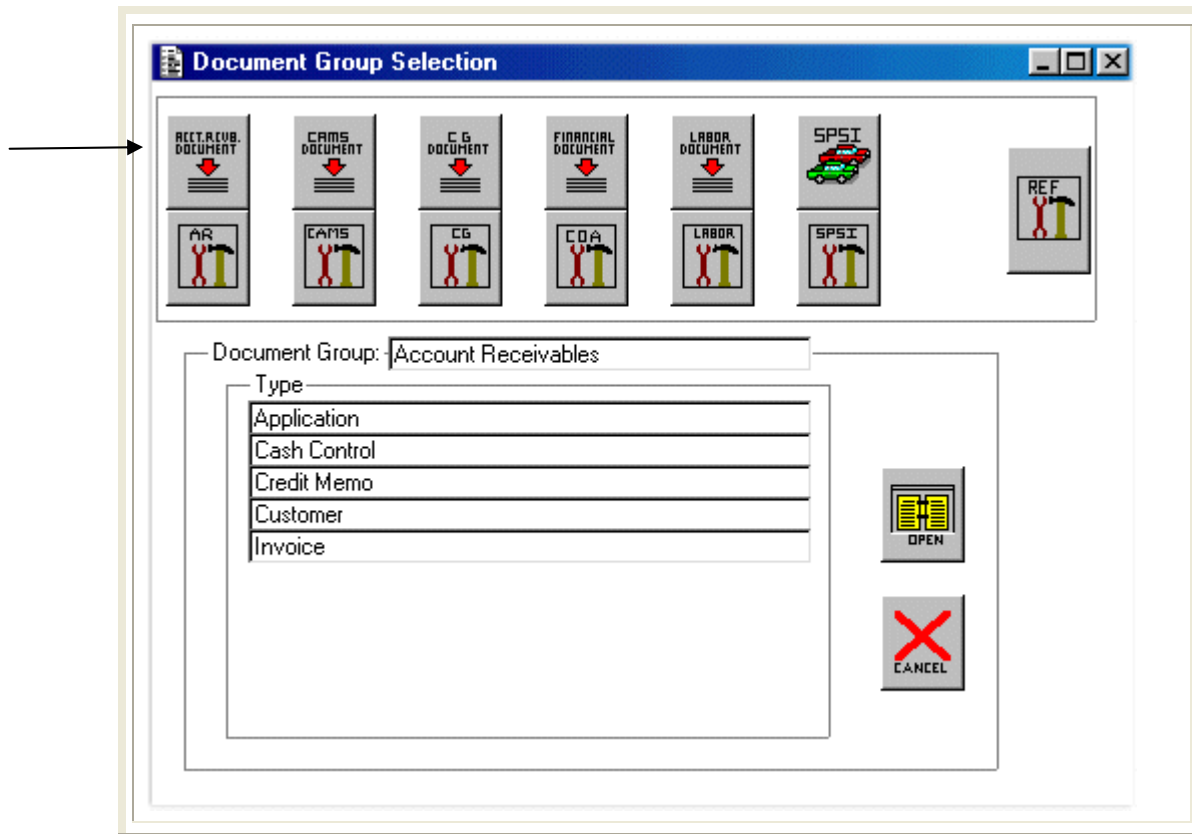 Document Group Selection
ACCT.RCVB. CAMS C G FINANCIAL LABOR SPSI
DOCUMENT DOCUMENT DOCUMENT DOCUMENT DOCUMENT
REF
AR CAMS CG COA LABOR SPSI
Document Group: Account Receivables
Type
Application
Cash Control
Credit Memo
Customer
Invoice
OPEN
CANCEL